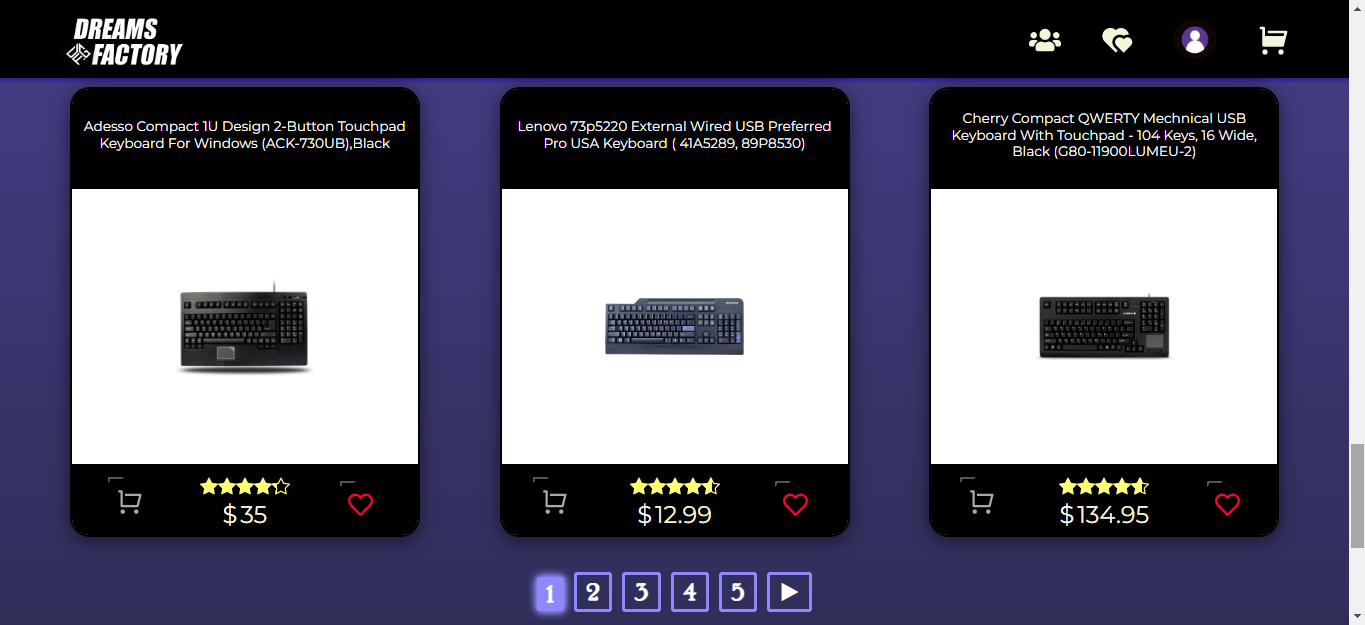 DREAMS
FACTORY
Adesso Compact 1U Design 2-Button Touchpad
Keyboard For Windows (ACK-730UB),Black
Lenovo 73p5220 External Wired USB Preferred
Pro USA Keyboard ( 41A5289, 89P8530)
Cherry Compact QWERTY Mechnical USB
Keyboard With Touchpad - 104 Keys, 16 Wide,
Black (G80-11900LUMEU-2)
$35
$12.99
$134.95
1 2 3 4 5